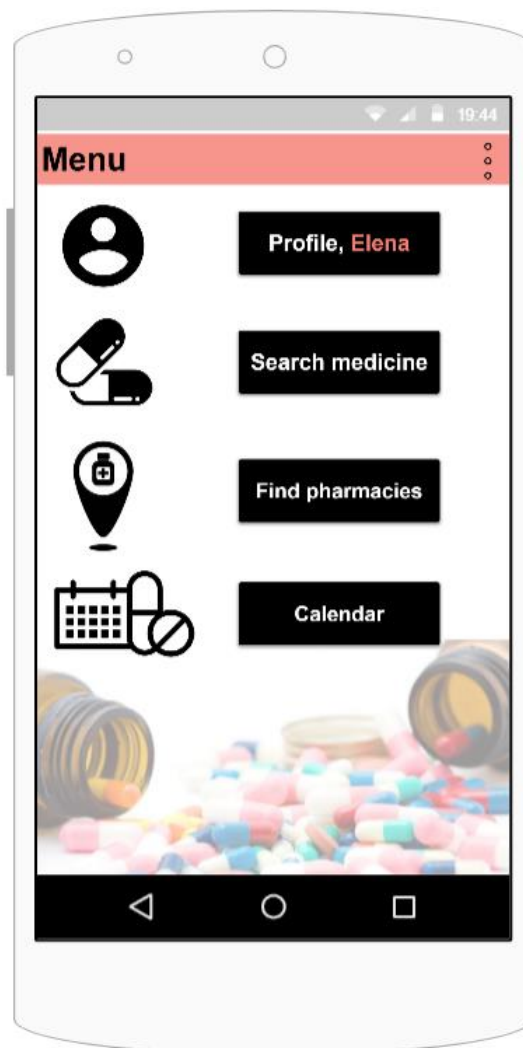 19:44
Menu
Profile, Elena
Search medicine
Find pharmacies
Calendar